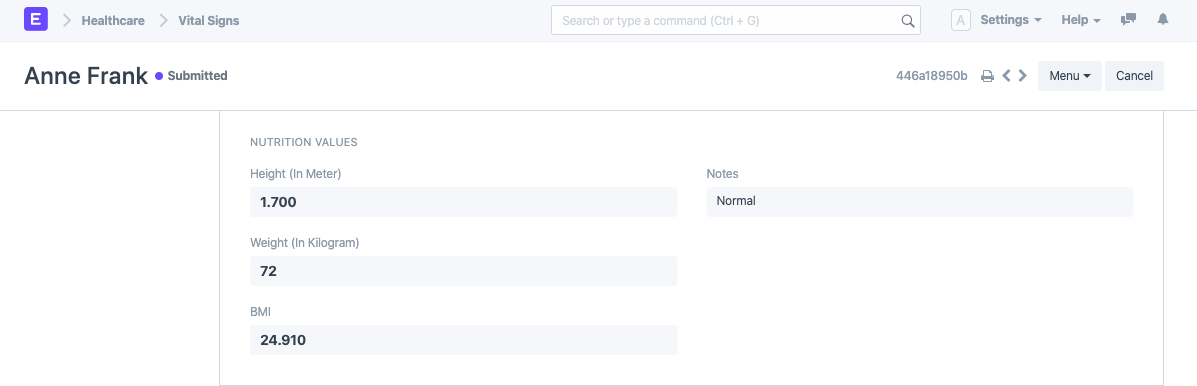 E Healthcare Vital Signs Search or type a command (Ctrl + G) A Settings Help
Anne Frank Submitted 446a18950b Menu Cancel
NUTRITION VALUES
Height (In Meter) Notes
1.700 Normal
Weight (In Kilogram)
72
BMI
24.910